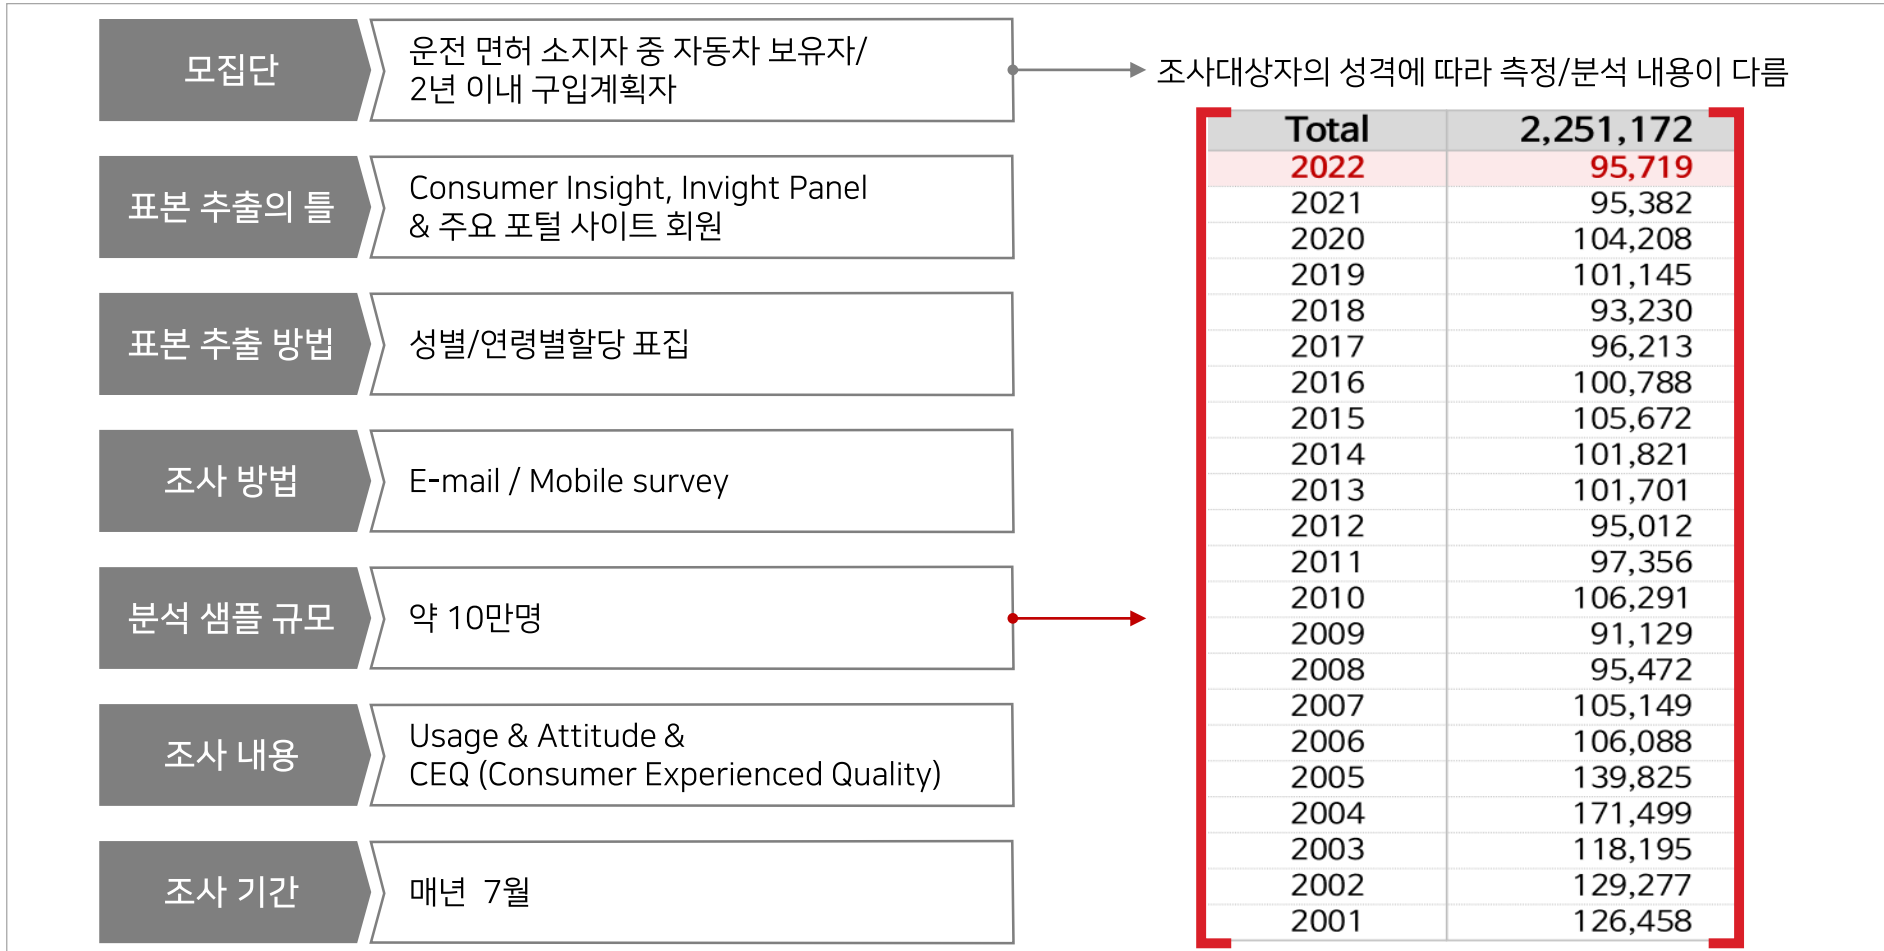 모집단
운전 면허 소지자 중 자동차 보유자/
2년 이내 구입계획자
조사대상자의 성격에 따라 측정/분석 내용이 다름
표본 추출의 틀
Consumer Insight, Invight Panel
& 주요 포털 사이트 회원
표본 추출 방법
성별/연령별할당 표집
조사 방법
E-mail / Mobile survey
분석 샘플 규모
약 10만명
조사 내용
Usage & Attitude &
CEQ (Consumer Experienced Quality)
조사 기간
매년 7월
Total 2,251,172
2022 95,719
2021 95,382
2020 104,208
2019 101,145
2018 93,230
2017 96,213
2016 100,788
2015 105,672
2014 101,821
2013 101,701
2012 95,012
2011 97,356
2010 106,291
2009 91,129
2008 95,472
2007 105,149
2006 106,088
2005 139,825
2004 171,499
2003 118,195
2002 129,277
2001 126,458